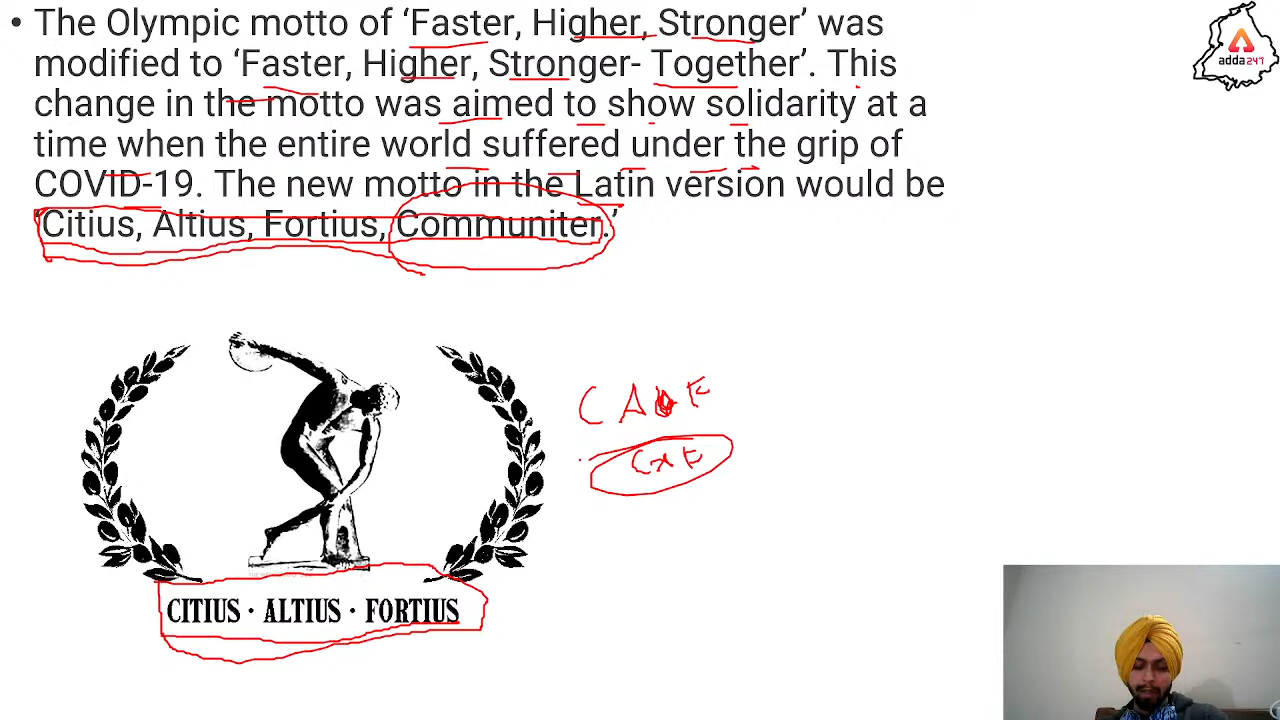 • The Olympic motto of ‘Faster, Higher, Stronger’ was
modified to ‘Faster, Higher, Stronger- Together’. This
change in the motto was aimed to show solidarity at a
time when the entire world suffered under the grip of
COVID-19. The new motto in the Latin version would be
‘Citius, Altius, Fortius, Communiter.’
adda247
CITIUS · ALTIUS · FORTIUS